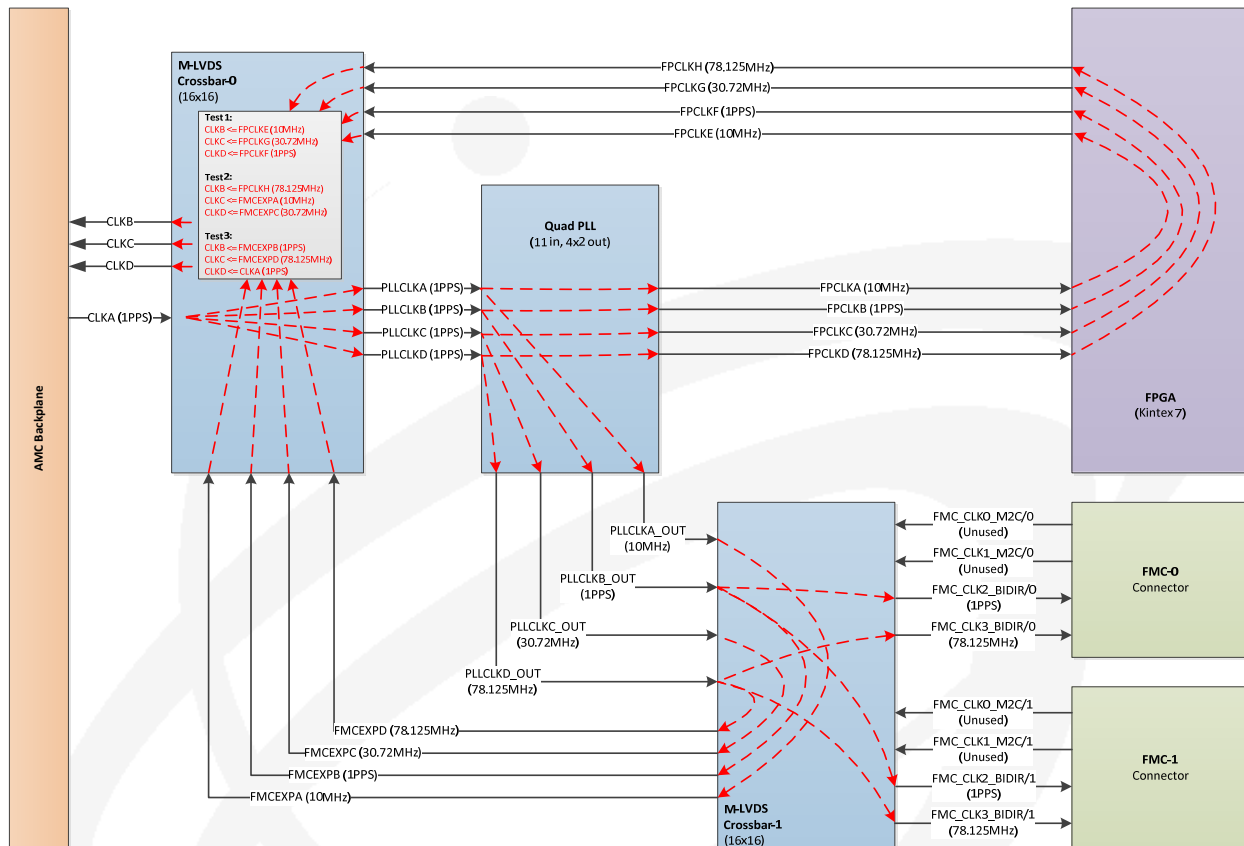 M-LVDS
Crossbar-0
(16x16)
Test1:
CLKB <= FPCLKE (10MHz)
CLKC <= FPCLKG (30.72MHz)
CLKD <= FPCLKF (1PPS)
Test2:
CLKB <= FPCLKH (78.125MHz)
CLKC <= FMCEXPA (10MHz)
CLKD <= FMCEXPC (30.72MHz)
Test3:
CLKB <= FMCEXPB (1PPS)
CLKC <= FMCEXPD (78.125MHz)
CLKD <= CLKA (1PPS)
FPCLKH (78.125MHz)
FPCLKG (30.72MHz)
FPCLKF (1PPS)
FPCLKE (10MHz)
CLKB
CLKC
CLKD
CLKA (1PPS)
AMC Backplane
Quad PLL
(11 in, 4x2 out)
PLLCLKA (1PPS)
PLLCLKB (1PPS)
PLLCLKC (1PPS)
PLLCLKD (1PPS)
FPCLKA (10MHz)
FPCLKB (1PPS)
FPCLKC (30.72MHz)
FPCLKD (78.125MHz)
FPGA
(Kintex 7)
PLLCLKA_OUT
(10MHz)
PLLCLKB_OUT
(1PPS)
PLLCLKC_OUT
(30.72MHz)
PLLCLKD_OUT
(78.125MHz)
FMCEXPD (78.125MHz)
FMCEXPC (30.72MHz)
FMCEXPB (1PPS)
FMCEXPA (10MHz)
M-LVDS
Crossbar-1
(16x16)
FMC_CLK0_M2C/0
(Unused)
FMC_CLK1_M2C/0
(Unused)
FMC_CLK2_BIDIR/0
(1PPS)
FMC_CLK3_BIDIR/0
(78.125MHz)
FMC-0
Connector
FMC_CLK0_M2C/1
(Unused)
FMC_CLK1_M2C/1
(Unused)
FMC_CLK2_BIDIR/1
(1PPS)
FMC_CLK3_BIDIR/1
(78.125MHz)
FMC-1
Connector